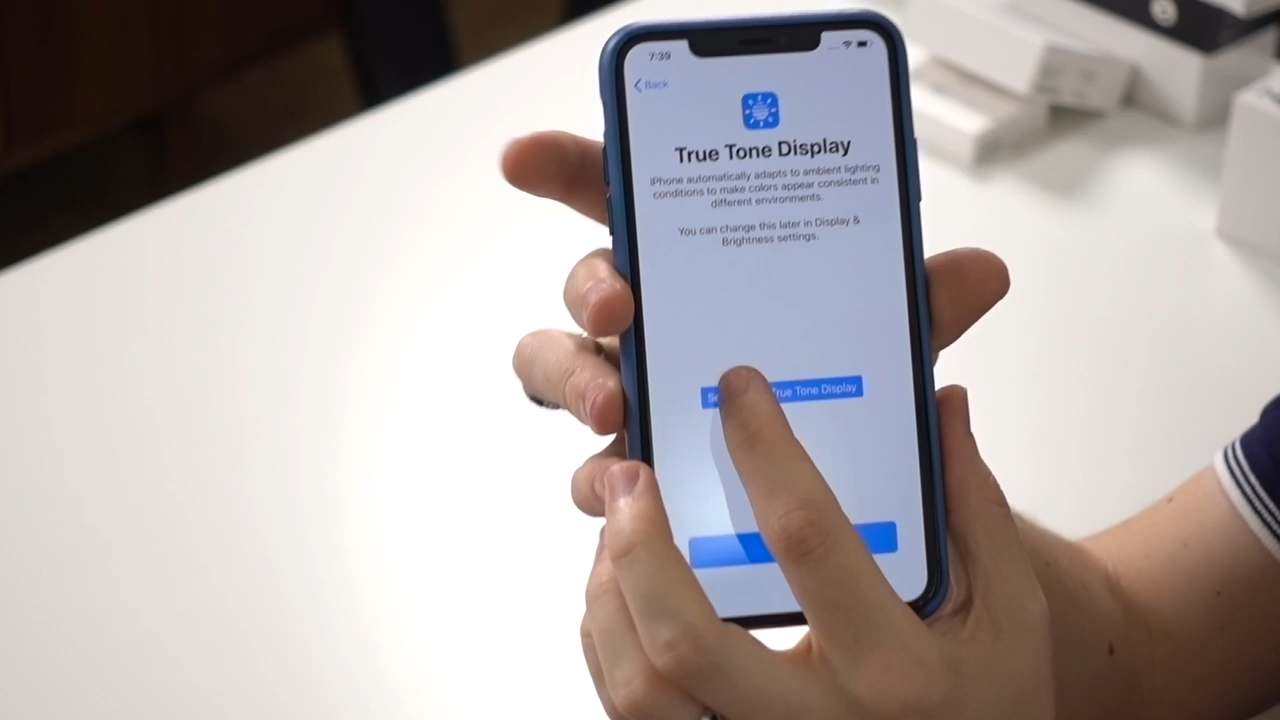 7:39
Back
True Tone Display
iPhone automatically adapts to ambient lighting
conditions to make colors appear consistent in
different environments.
You can change this later in Display &
Brightness settings.
True Tone Display